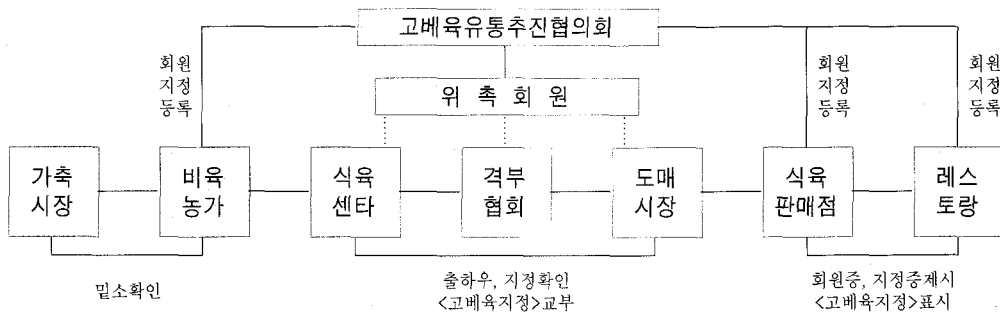 고베육유통추진협의회
위 촉 회 원
회원
지정
등록
회원
지정
등록
회원
지정
등록
가축
시장
비육
농가
식육
센타
격부
협회
도매
시장
식육
판매점
레스
토랑
밑소확인
출하우, 지정확인
<고베육지정>교부
회원증, 지정증제시
<고베육지정>표시